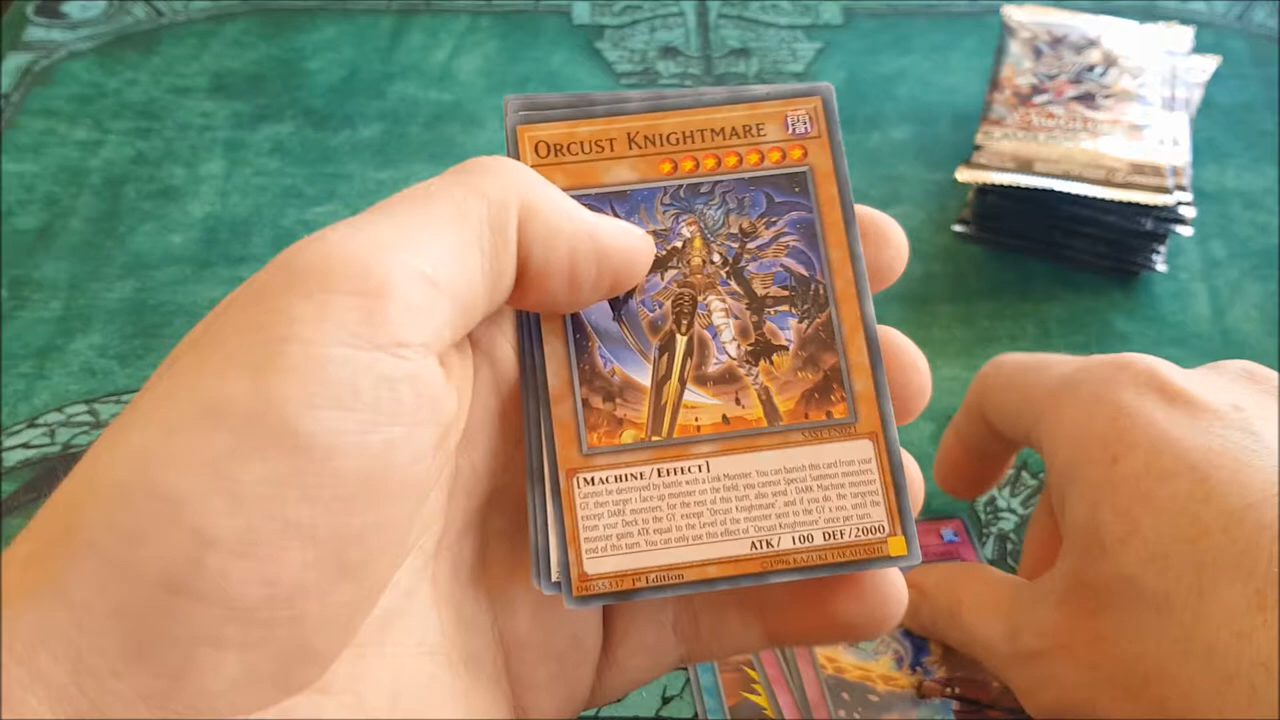 ORCUST KNIGHTMARE
闇
SAST-EN021
[MACHINE/EFFECT]
Cannot be destroyed by battle with a Link Monster. You can banish this card from your
GY, then target 1 face-up monster on the field; you cannot Special Summon monsters,
except DARK monsters, for the rest of this turn, also send 1 DARK Machine monster
from your Deck to the GY, except "Orcust Knightmare", and if you do, the targeted
monster gains ATK equal to the Level of the monster sent to the GY x 100, until the
end of this turn. You can only use this effect of "Orcust Knightmare" once per turn.
ATK/ 100 DEF/2000
04055337 1st Edition ©1996 KAZUKI TAKAHASHI